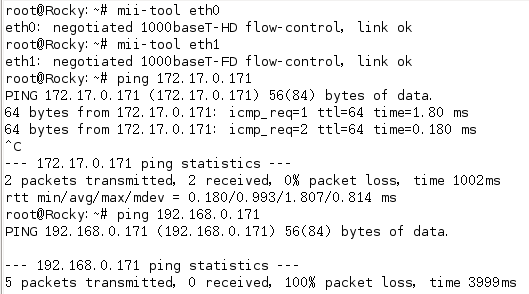 root@Rocky:~# mii-tool eth0
eth0: negotiated 1000baseT-HD flow-control, link ok
root@Rocky:~# mii-tool eth1
eth1: negotiated 1000baseT-FD flow-control, link ok
root@Rocky:~# ping 172.17.0.171
PING 172.17.0.171 (172.17.0.171) 56(84) bytes of data.
64 bytes from 172.17.0.171: icmp_req=1 ttl=64 time=1.80 ms
64 bytes from 172.17.0.171: icmp_req=2 ttl=64 time=0.180 ms
^C
--- 172.17.0.171 ping statistics ---
2 packets transmitted, 2 received, 0% packet loss, time 1002ms
rtt min/avg/max/mdev = 0.180/0.993/1.807/0.814 ms
root@Rocky:~# ping 192.168.0.171
PING 192.168.0.171 (192.168.0.171) 56(84) bytes of data.
--- 192.168.0.171 ping statistics ---
5 packets transmitted, 0 received, 100% packet loss, time 3999ms